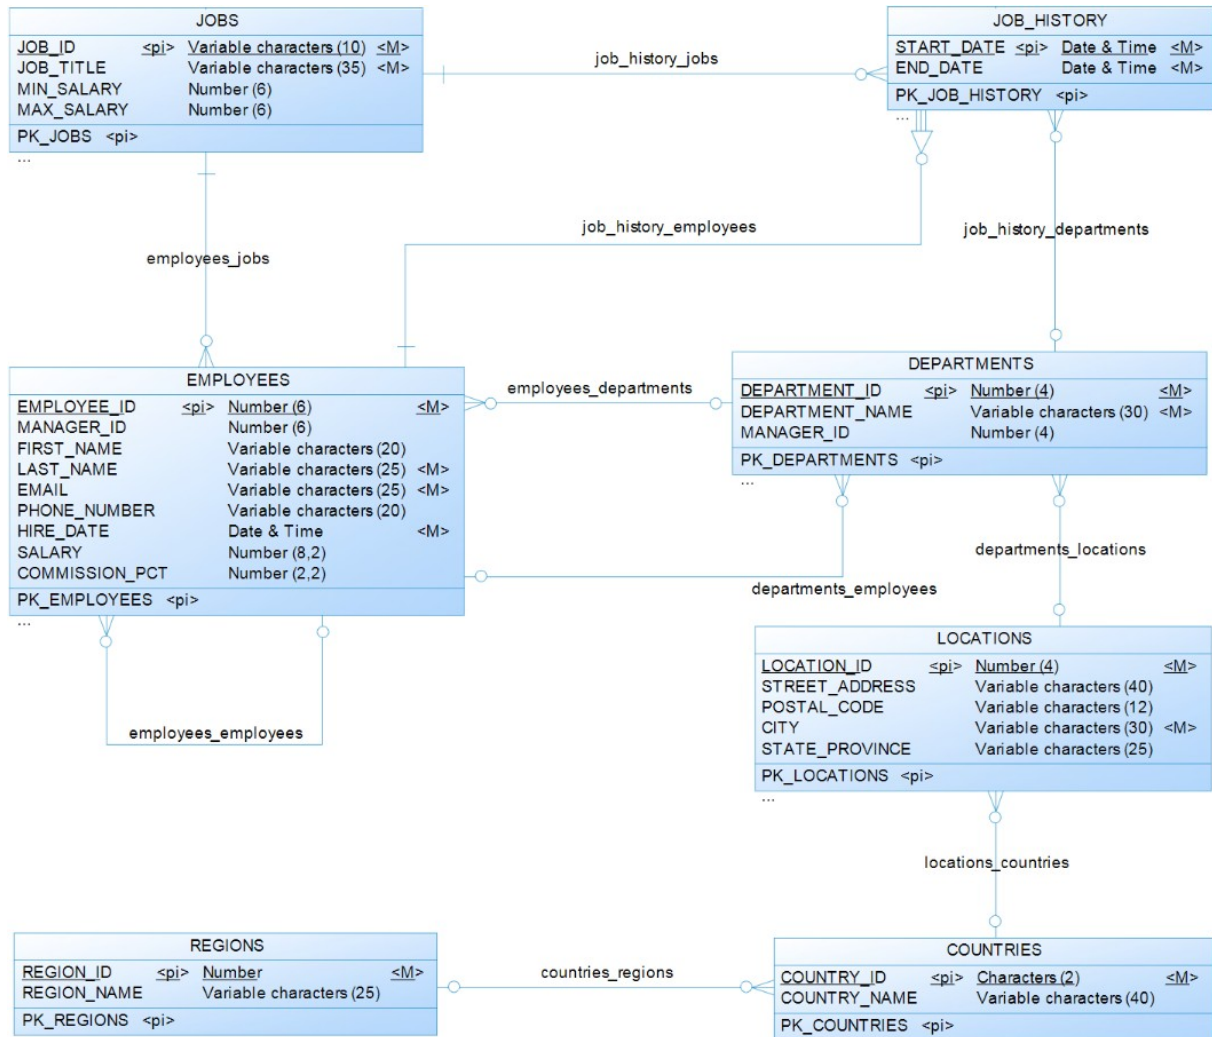 JOBS
JOB_ID <pi> Variable characters (10) <M>
JOB_TITLE Variable characters (35) <M>
MIN_SALARY Number (6)
MAX_SALARY Number (6)
PK_JOBS <pi>
...
job_history_jobs
JOB_HISTORY
START_DATE <pi> Date & Time <M>
END_DATE Date & Time <M>
PK_JOB_HISTORY <pi>
...
job_history_employees
job_history_departments
employees_jobs
EMPLOYEES
EMPLOYEE_ID <pi> Number (6) <M>
MANAGER_ID Number (6)
FIRST_NAME Variable characters (20)
LAST_NAME Variable characters (25) <M>
EMAIL Variable characters (25) <M>
PHONE_NUMBER Variable characters (20)
HIRE_DATE Date & Time <M>
SALARY Number (8,2)
COMMISSION_PCT Number (2,2)
PK_EMPLOYEES <pi>
...
employees_departments
DEPARTMENTS
DEPARTMENT_ID <pi> Number (4) <M>
DEPARTMENT_NAME Variable characters (30) <M>
MANAGER_ID Number (4)
PK_DEPARTMENTS <pi>
...
departments_locations
departments_employees
employees_employees
LOCATIONS
LOCATION_ID <pi> Number (4) <M>
STREET_ADDRESS Variable characters (40)
POSTAL_CODE Variable characters (12)
CITY Variable characters (30) <M>
STATE_PROVINCE Variable characters (25)
PK_LOCATIONS <pi>
...
locations_countries
REGIONS
REGION_ID <pi> Number <M>
REGION_NAME Variable characters (25)
PK_REGIONS <pi>
countries_regions
COUNTRIES
COUNTRY_ID <pi> Characters (2) <M>
COUNTRY_NAME Variable characters (40)
PK_COUNTRIES <pi>